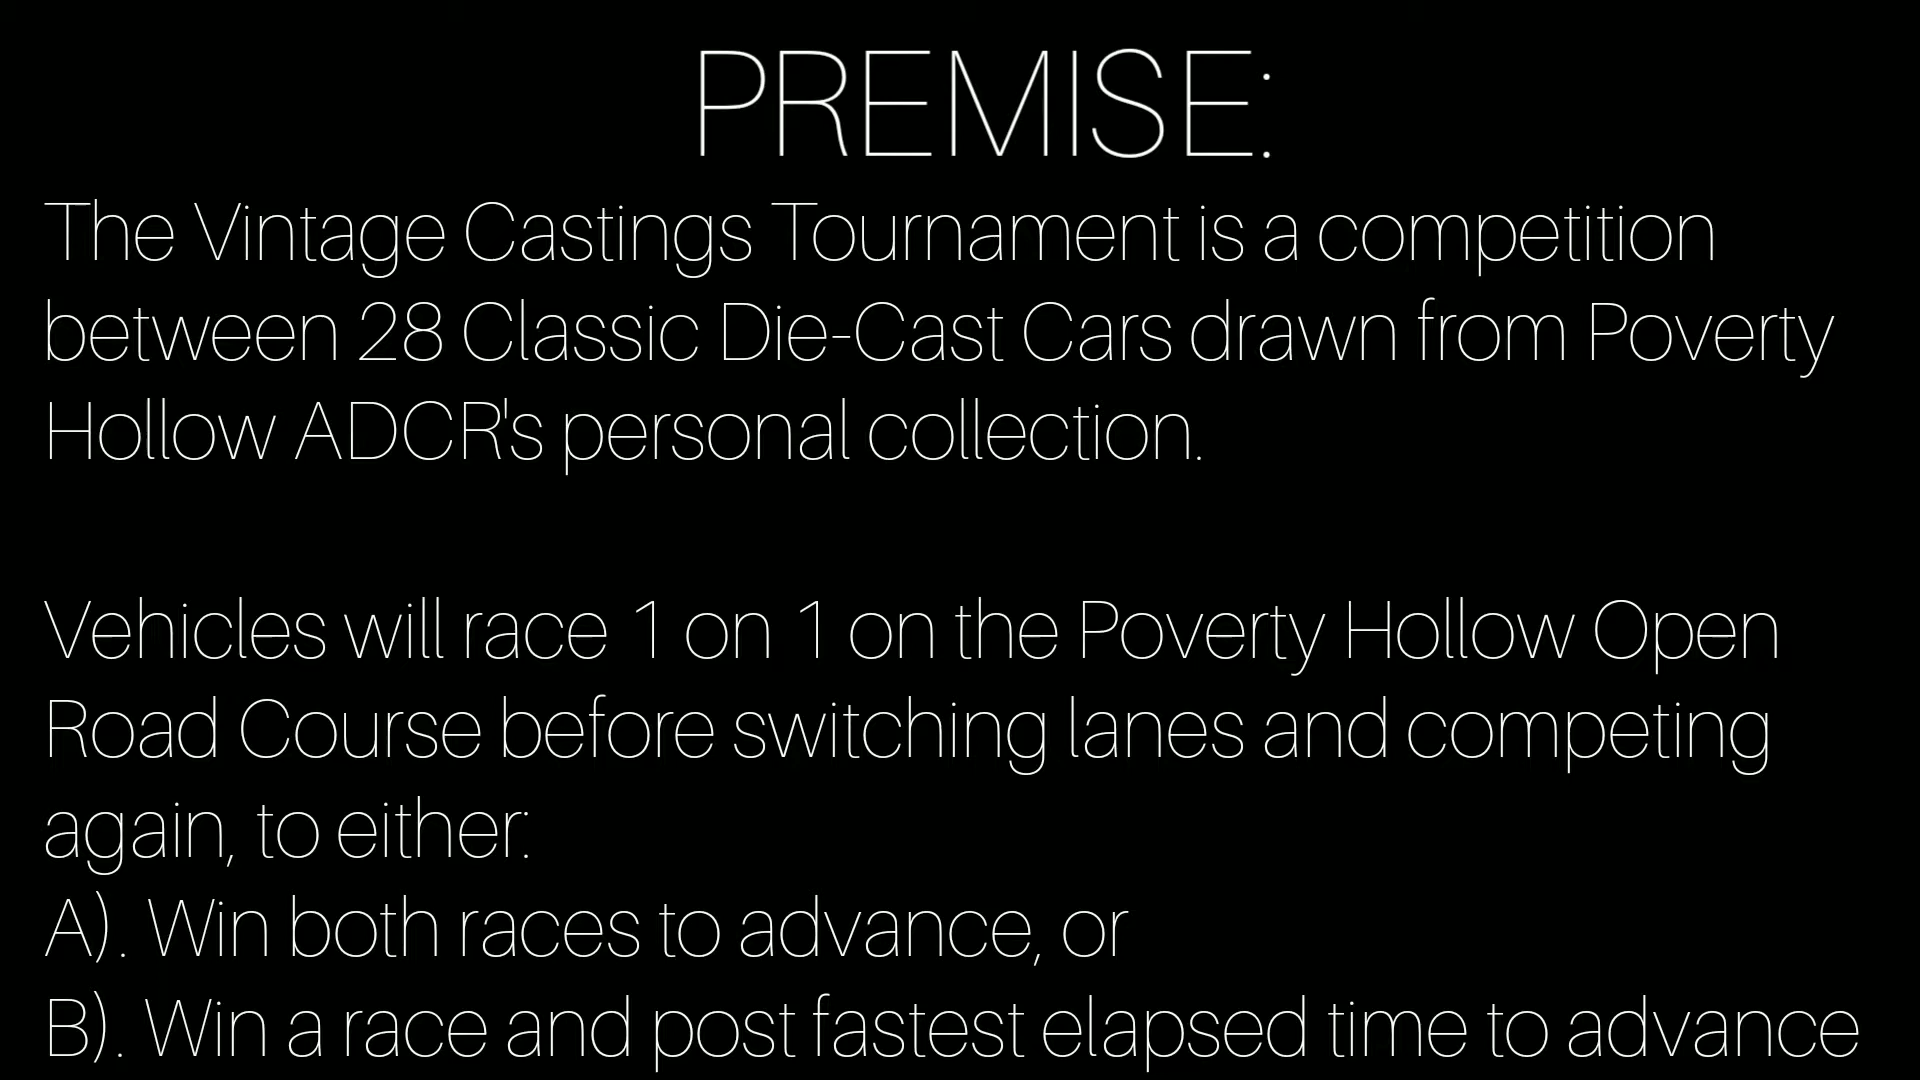 PREMISE:
The Vintage Castings Tournament is a competition
between 28 Classic Die-Cast Cars drawn from Poverty
Hollow ADCR's personal collection.
Vehicles will race 1 on 1 on the Poverty Hollow Open
Road Course before switching lanes and competing
again, to either:
A). Win both races to advance, or
B). Win a race and post fastest elapsed time to advance